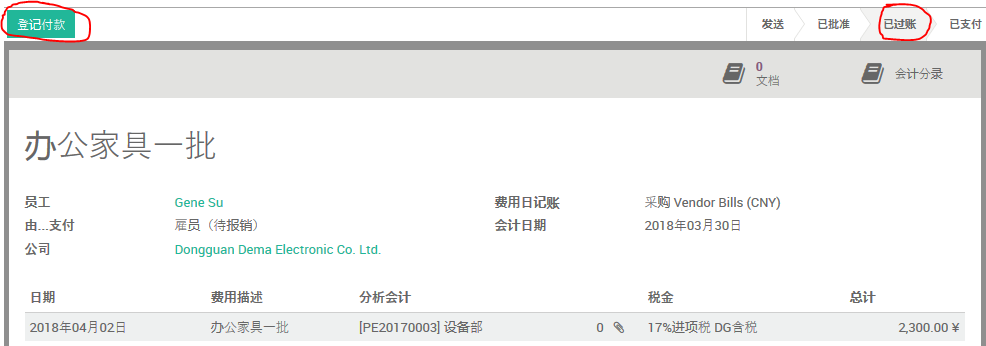 登记付款 发送 已批准 已过账 已支付
0
文档
会计分录
办公家具一批
员工 Gene Su 费用日记账 采购 Vendor Bills (CNY)
由...支付 雇员（待报销） 会计日期 2018年03月30日
公司 Dongguan Dema Electronic Co. Ltd.
日期 费用描述 分析会计 税金 总计
2018年04月02日 办公家具一批 [PE20170003] 设备部 0 17%进项税 DG含税 2,300.00 ¥